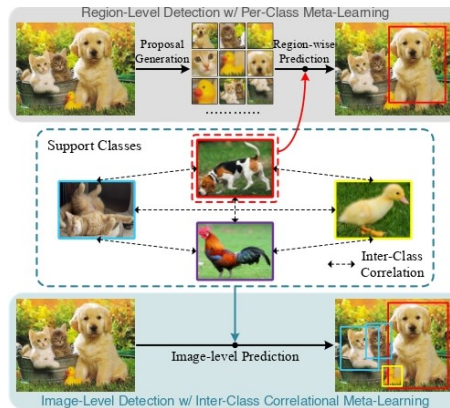 Region-Level Detection w/ Per-Class Meta-Learning
Proposal
Generation
Region-wise
Prediction
............
Support Classes
Inter-Class
Correlation
Image-level Prediction
Image-Level Detection w/ Inter-Class Correlational Meta-Learning